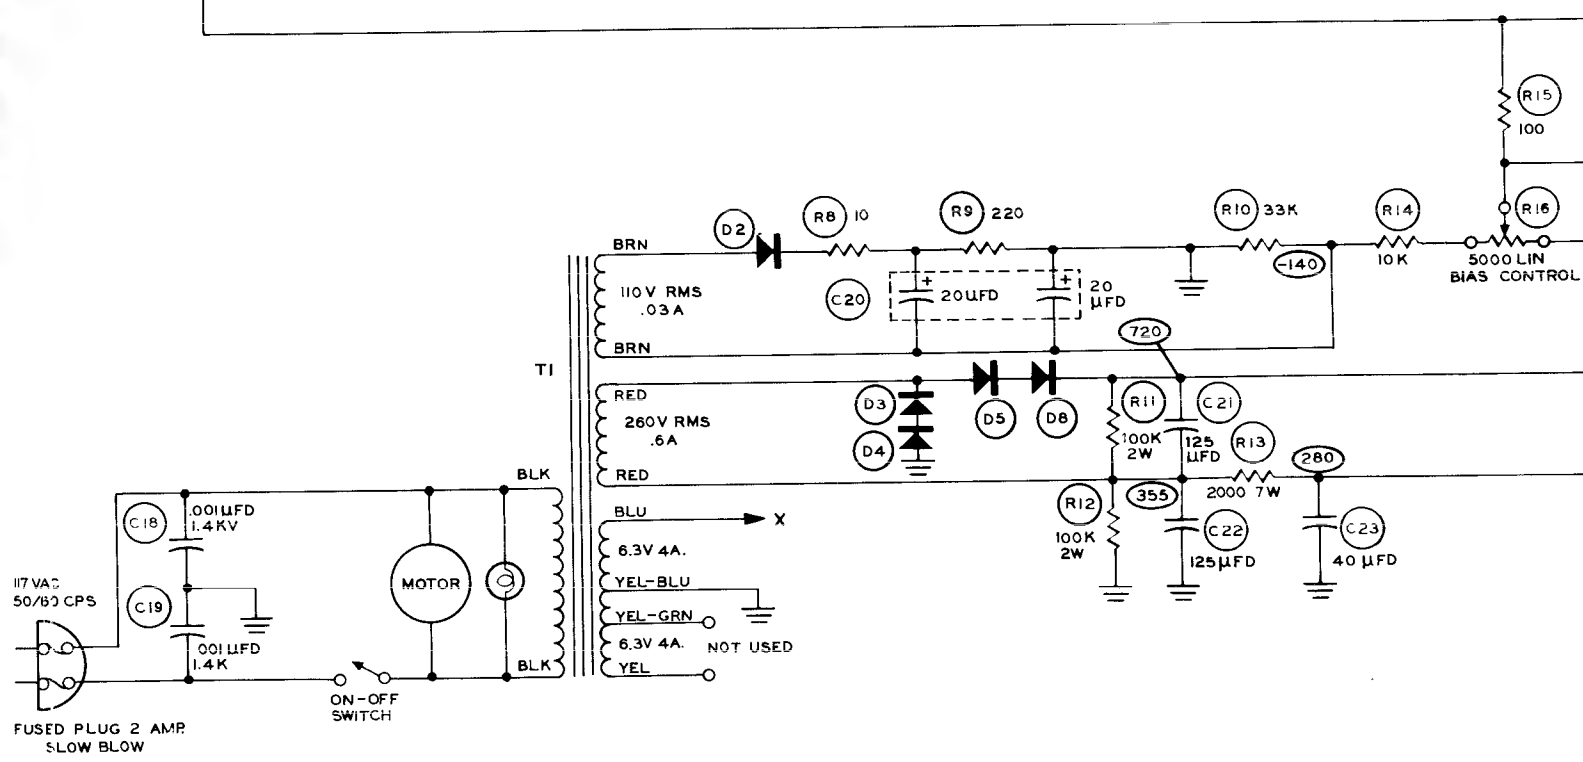 R15
100
D2
R8 10
R9 220
R10 33K
R14
R16
BRN
-140
10K
5000 LIN
BIAS CONTROL
110V RMS
.03A
C20
20UFD
20
µFD
BRN
720
T1
RED
260V RMS
.6A
D3
D4
D5
D8
R11
100K
2W
C21
125
µFD
R13
280
RED
BLK
355
2000 7W
R12
100K
2W
C22
125µFD
C23
40µFD
BLU
X
6.3V 4A.
YEL-BLU
YEL-GRN
6.3V 4A.
NOT USED
YEL
C18
.001µFD
1.4KV
MOTOR
117 VAC
50/60 CPS
C19
.001µFD
1.4K
BLK
ON-OFF
SWITCH
FUSED PLUG 2 AMP.
SLOW BLOW